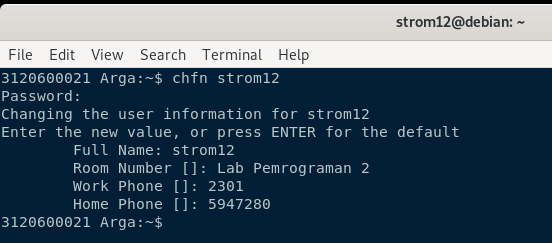 strom12@debian: ~
File Edit View Search Terminal Help
3120600021 Arga:~$ chfn strom12
Password:
Changing the user information for strom12
Enter the new value, or press ENTER for the default
        Full Name: strom12
        Room Number []: Lab Pemrograman 2
        Work Phone []: 2301
        Home Phone []: 5947280
3120600021 Arga:~$